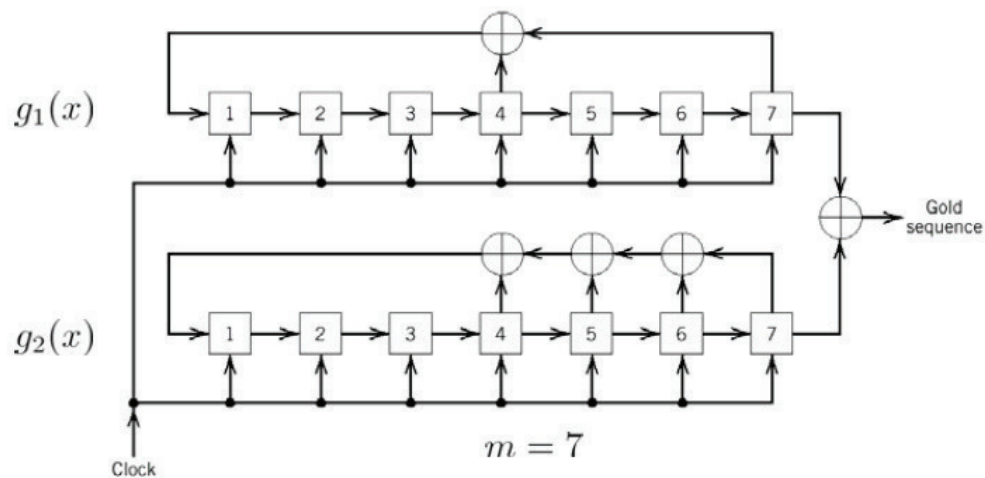 g₁(x)
1 2 3 4 5 6 7
Gold
sequence
g₂(x)
1 2 3 4 5 6 7
m = 7
Clock